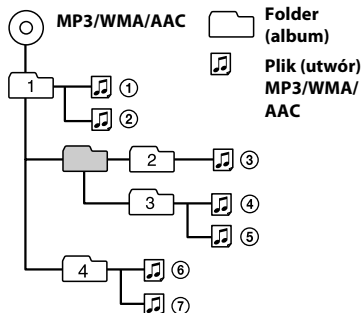 MP3/WMA/AAC
Folder
(album)
Plik (utwór)
MP3/WMA/
AAC
1
①
②
2
③
3
④
⑤
4
⑥
⑦